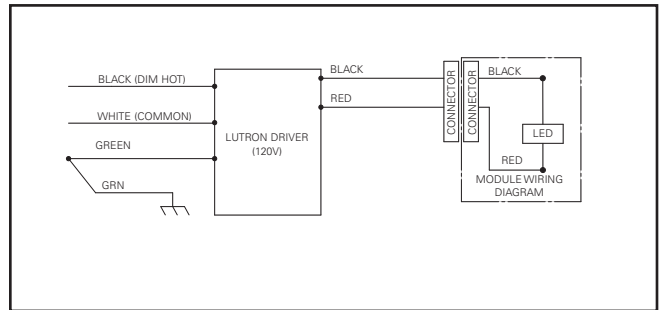 BLACK (DIM HOT)
WHITE (COMMON)
GREEN
GRN
LUTRON DRIVER
(120V)
BLACK
RED
CONNECTOR
CONNECTOR
BLACK
LED
RED
MODULE WIRING
DIAGRAM